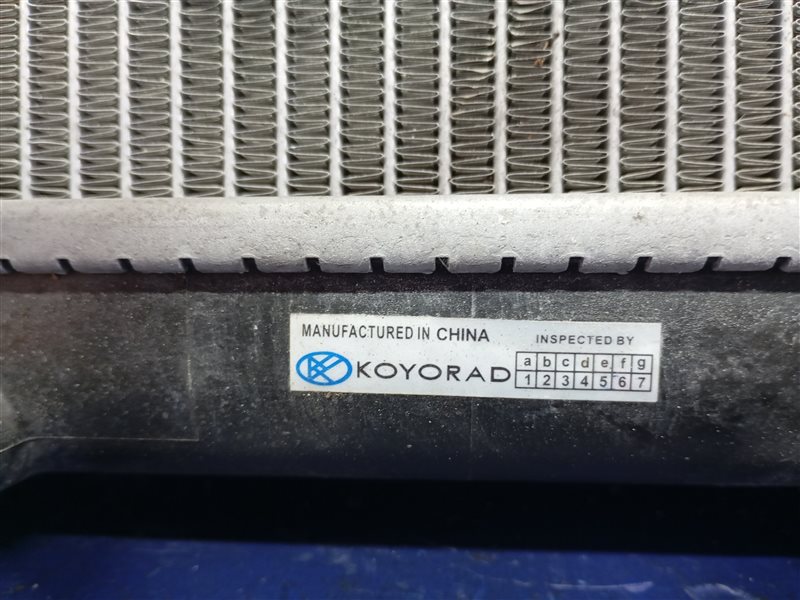 MANUFACTURED IN CHINA
INSPECTED BY
KOYORAD
a b c d e f g
1 2 3 4 5 6 7